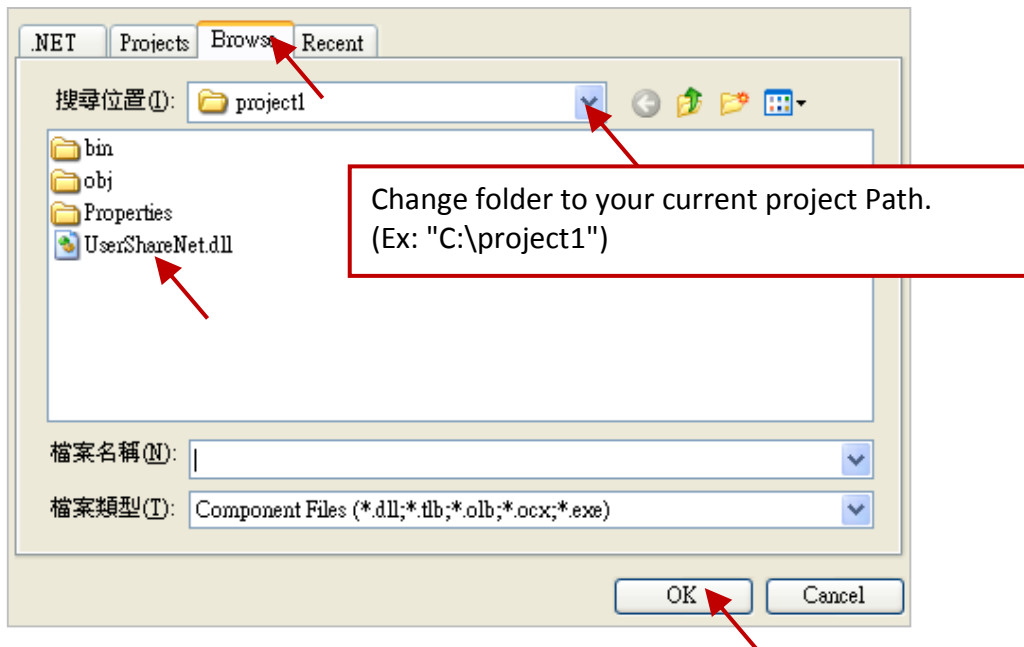 .NET Projects Browse Recent
搜尋位置(I): project1
bin
obj
Properties
UserShareNet.dll
Change folder to your current project Path.
(Ex: "C:\project1")
檔案名稱(N):
檔案類型(T): Component Files (*.dll;*.tlb;*.olb;*.ocx;*.exe)
OK Cancel